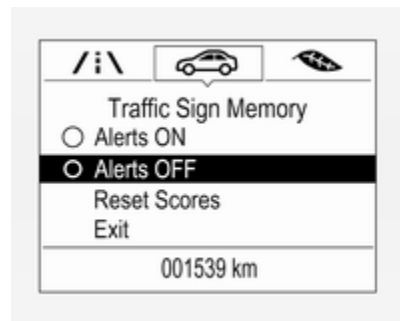 Traffic Sign Memory
Alerts ON
Alerts OFF
Reset Scores
Exit
001539 km